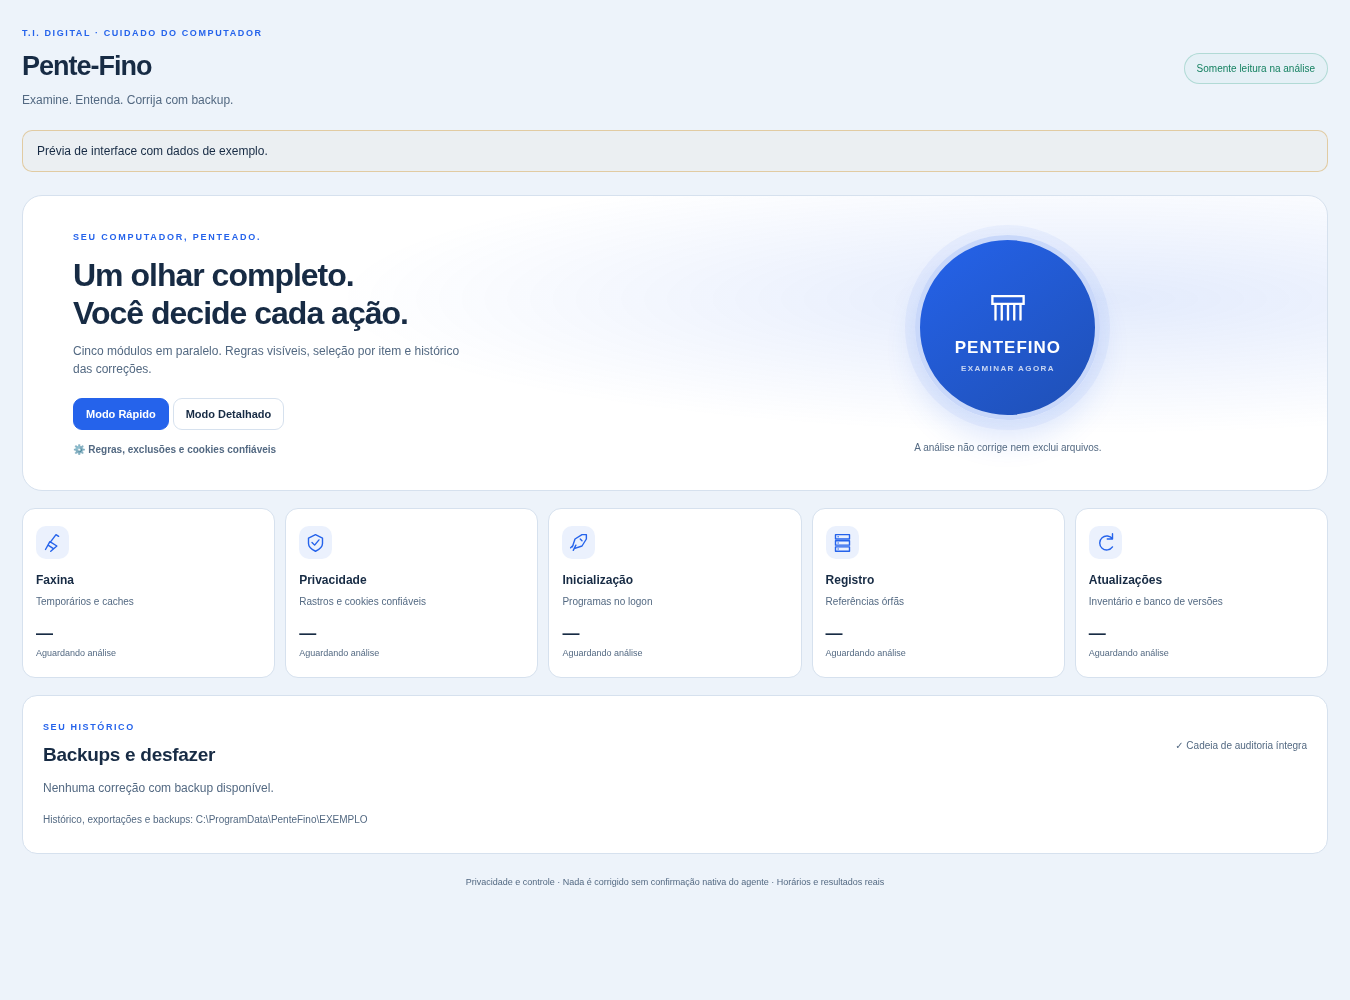 T.I. DIGITAL · CUIDADO DO COMPUTADOR
Pente-Fino
Somente leitura na análise
Examine. Entenda. Corrija com backup.
Prévia de interface com dados de exemplo.
SEU COMPUTADOR, PENTEADO.
Um olhar completo.
Você decide cada ação.
Cinco módulos em paralelo. Regras visíveis, seleção por item e histórico
das correções.
Modo Rápido
Modo Detalhado
⚙️ Regras, exclusões e cookies confiáveis
PENTEFINO
EXAMINAR AGORA
A análise não corrige nem exclui arquivos.
Faxina
Temporários e caches
—
Aguardando análise
Privacidade
Rastros e cookies confiáveis
—
Aguardando análise
Inicialização
Programas no logon
—
Aguardando análise
Registro
Referências órfãs
—
Aguardando análise
Atualizações
Inventário e banco de versões
—
Aguardando análise
SEU HISTÓRICO
Backups e desfazer
✓ Cadeia de auditoria íntegra
Nenhuma correção com backup disponível.
Histórico, exportações e backups: C:\ProgramData\PenteFino\EXEMPLO
Privacidade e controle · Nada é corrigido sem confirmação nativa do agente · Horários e resultados reais